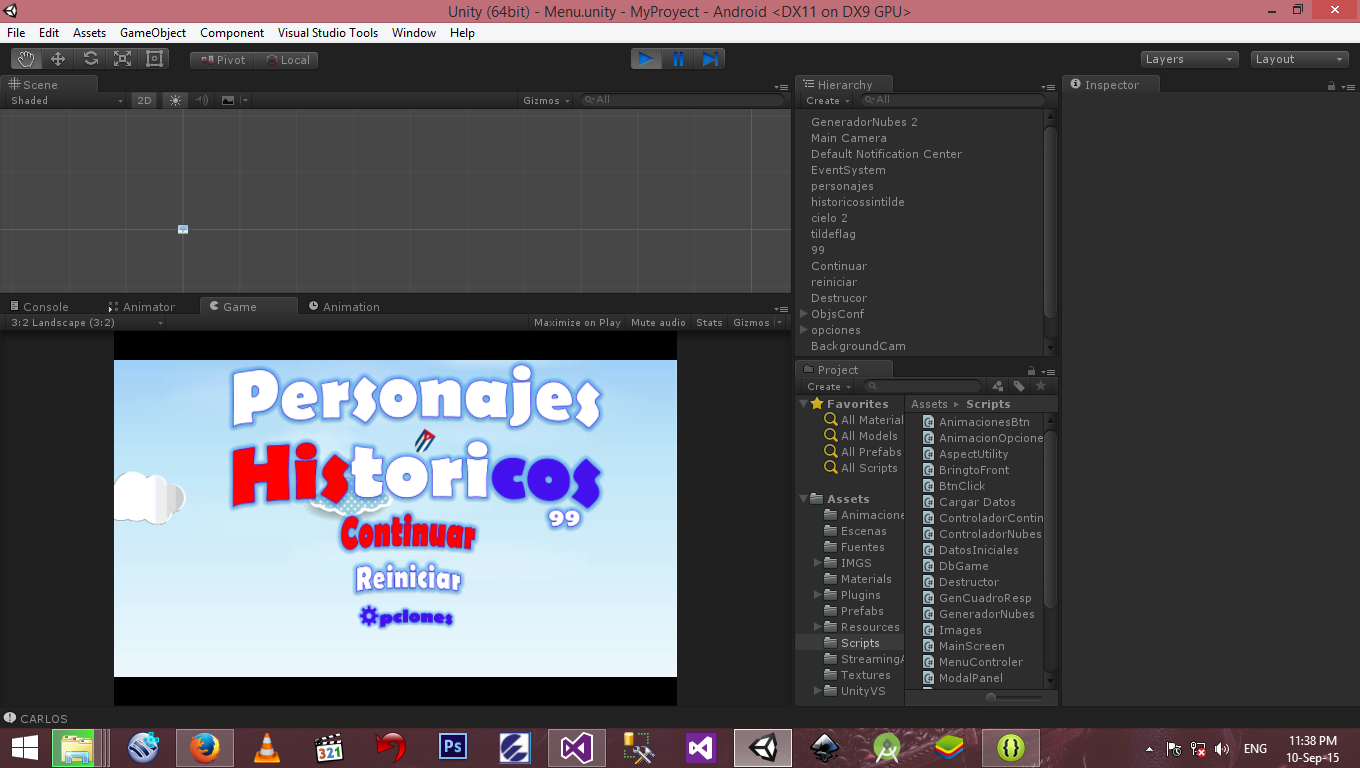 Unity (64bit) - Menu.unity - MyProyect - Android <DX11 on DX9 GPU>
File Edit Assets GameObject Component Visual Studio Tools Window Help
Pivot Local Layers Layout
Scene
Shaded 2D Gizmos All
Console Animator Game Animation
3:2 Landscape (3:2) Maximize on Play Mute audio Stats Gizmos
Personajes
Historicos
99
Continuar
Reiniciar
Opciones
Hierarchy
Create All
GeneradorNubes 2
Main Camera
Default Notification Center
EventSystem
personajes
historicossintilde
cielo 2
tildeflag
99
Continuar
reiniciar
Destrucor
ObjsConf
opciones
BackgroundCam
Project
Create
Favorites
All Material
All Models
All Prefabs
All Scripts
Assets
Animacione
Escenas
Fuentes
IMGS
Materials
Plugins
Prefabs
Resources
Scripts
StreamingA
Textures
UnityVS
Assets Scripts
AnimacionesBtn
AnimacionOpcione
AspectUtility
BringtoFront
BtnClick
Cargar Datos
ControladorContin
ControladorNubes
DatosIniciales
DbGame
Destructor
GenCuadroResp
GeneradorNubes
Images
MainScreen
MenuControler
ModalPanel
Inspector
CARLOS
321
Ps
ENG
11:38 PM
10-Sep-15